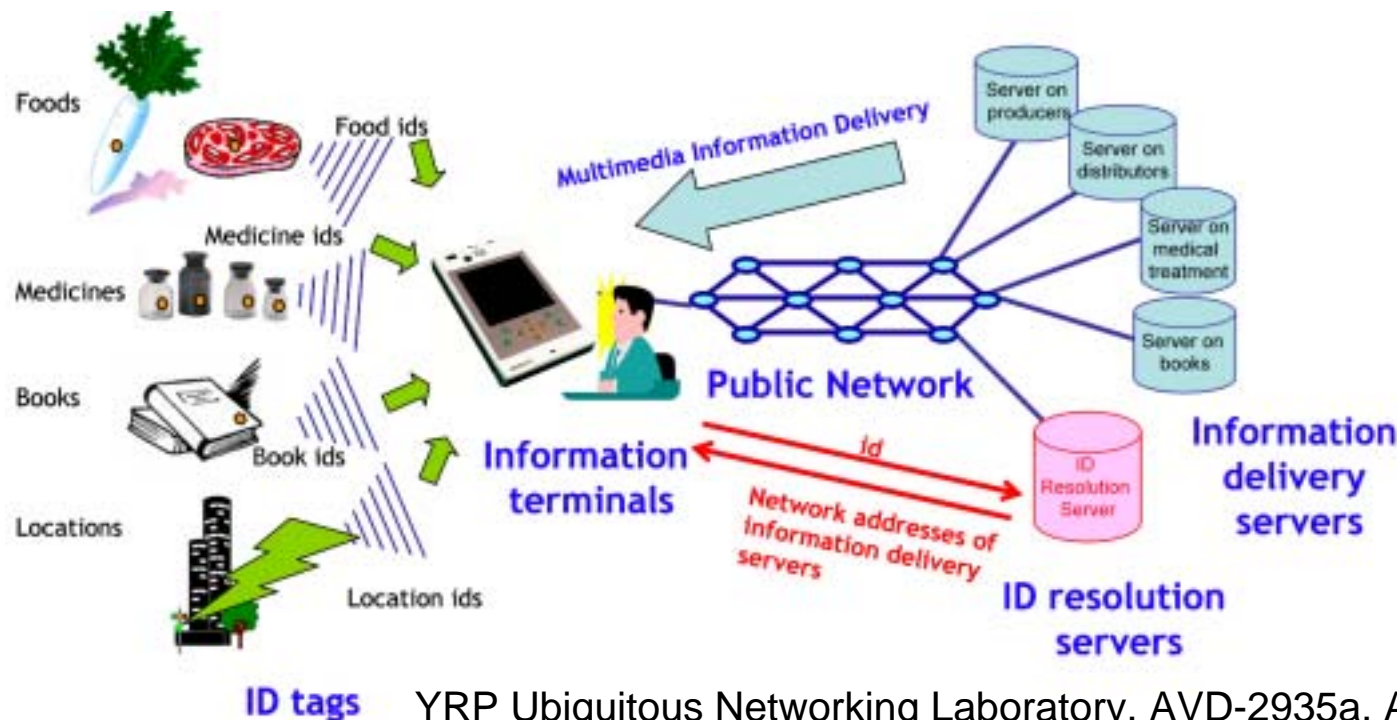 Foods
Food ids
Medicine ids
Medicines
Books
Book ids
Locations
Location ids
ID tags
Multimedia Information Delivery
Information
terminals
Public Network
id
Network addresses of
information delivery
servers
Server on
producers
Server on
distributors
Server on
medical
treatment
Server on
books
ID
Resolution
Server
Information
delivery
servers
ID resolution
servers
YRP Ubiquitous Networking Laboratory, AVD-2935a,